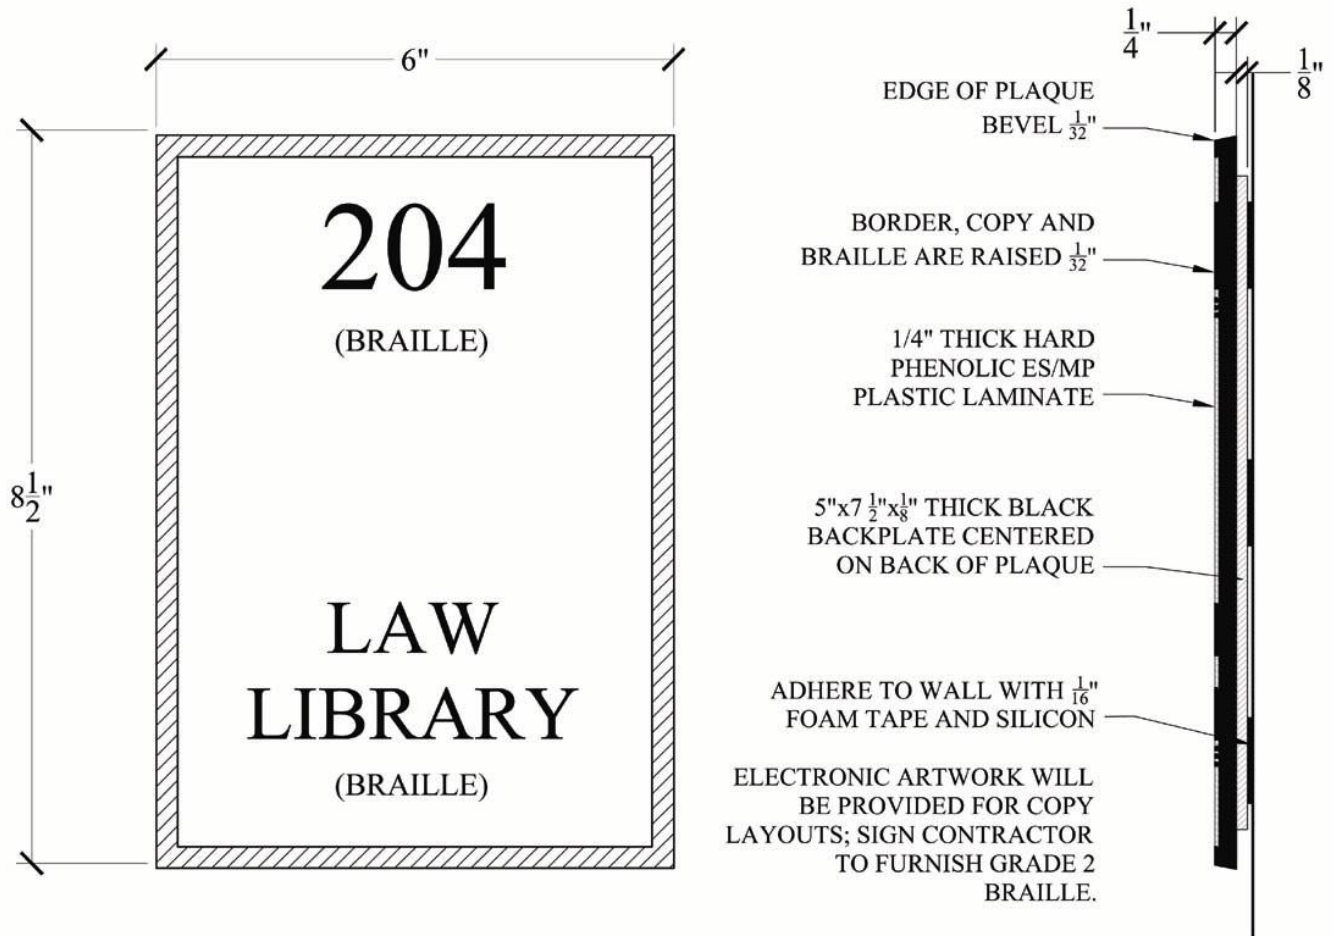 6"
8 1/2"
204
(BRAILLE)
LAW
LIBRARY
(BRAILLE)
1/4"
1/8"
EDGE OF PLAQUE
BEVEL 1/32"
BORDER, COPY AND
BRAILLE ARE RAISED 1/32"
1/4" THICK HARD
PHENOLIC ES/MP
PLASTIC LAMINATE
5"x7 1/2"x1/8" THICK BLACK
BACKPLATE CENTERED
ON BACK OF PLAQUE
ADHERE TO WALL WITH 1/16"
FOAM TAPE AND SILICON
ELECTRONIC ARTWORK WILL
BE PROVIDED FOR COPY
LAYOUTS; SIGN CONTRACTOR
TO FURNISH GRADE 2
BRAILLE.